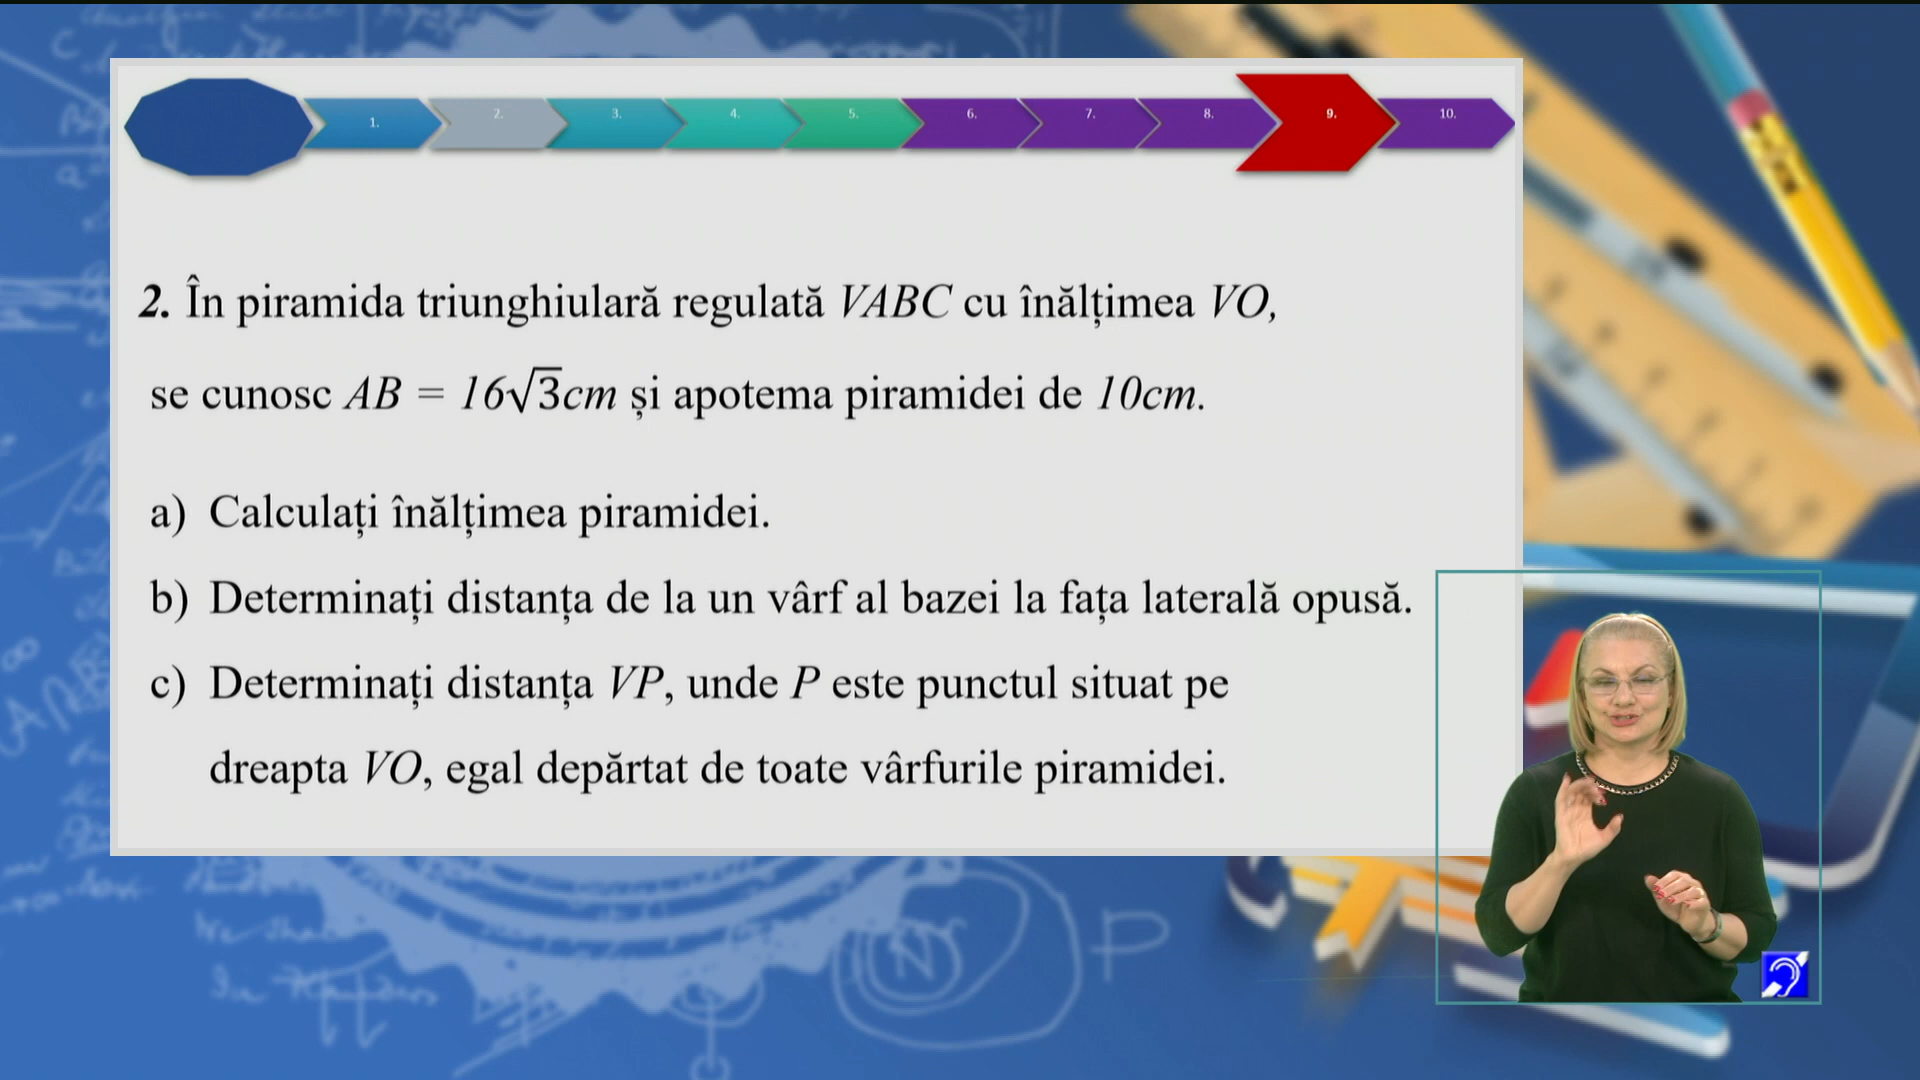 1. 2. 3. 4. 5. 6. 7. 8. 9. 10.
2. În piramida triunghiulară regulată VABC cu înălțimea VO,
se cunosc AB = 16√3cm și apotema piramidei de 10cm.
a) Calculați înălțimea piramidei.
b) Determinați distanța de la un vârf al bazei la fața laterală opusă.
c) Determinați distanța VP, unde P este punctul situat pe
dreapta VO, egal depărtat de toate vârfurile piramidei.
N P